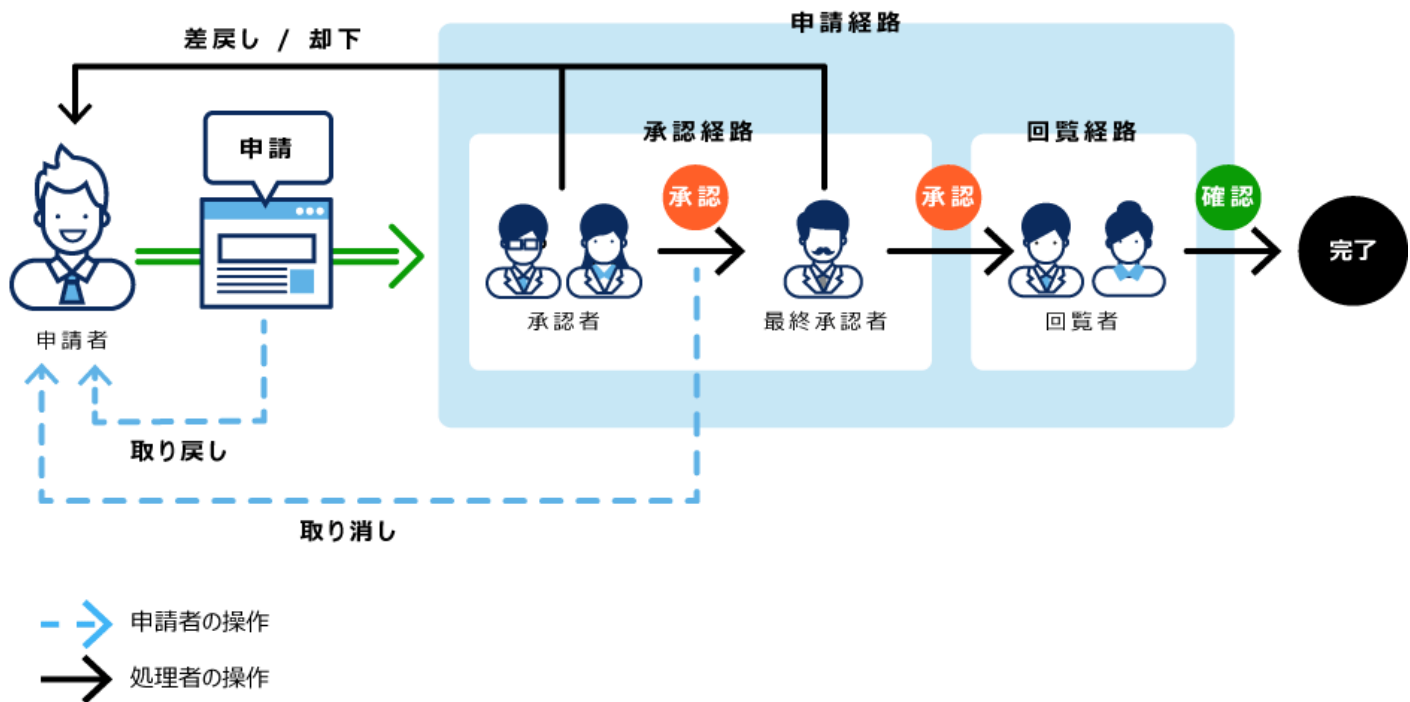 申請経路
差戻し / 却下
承認経路
回覧経路
申請
承認
承認
確認
完了
承認者
最終承認者
回覧者
申請者
取り戻し
取り消し
申請者の操作
処理者の操作